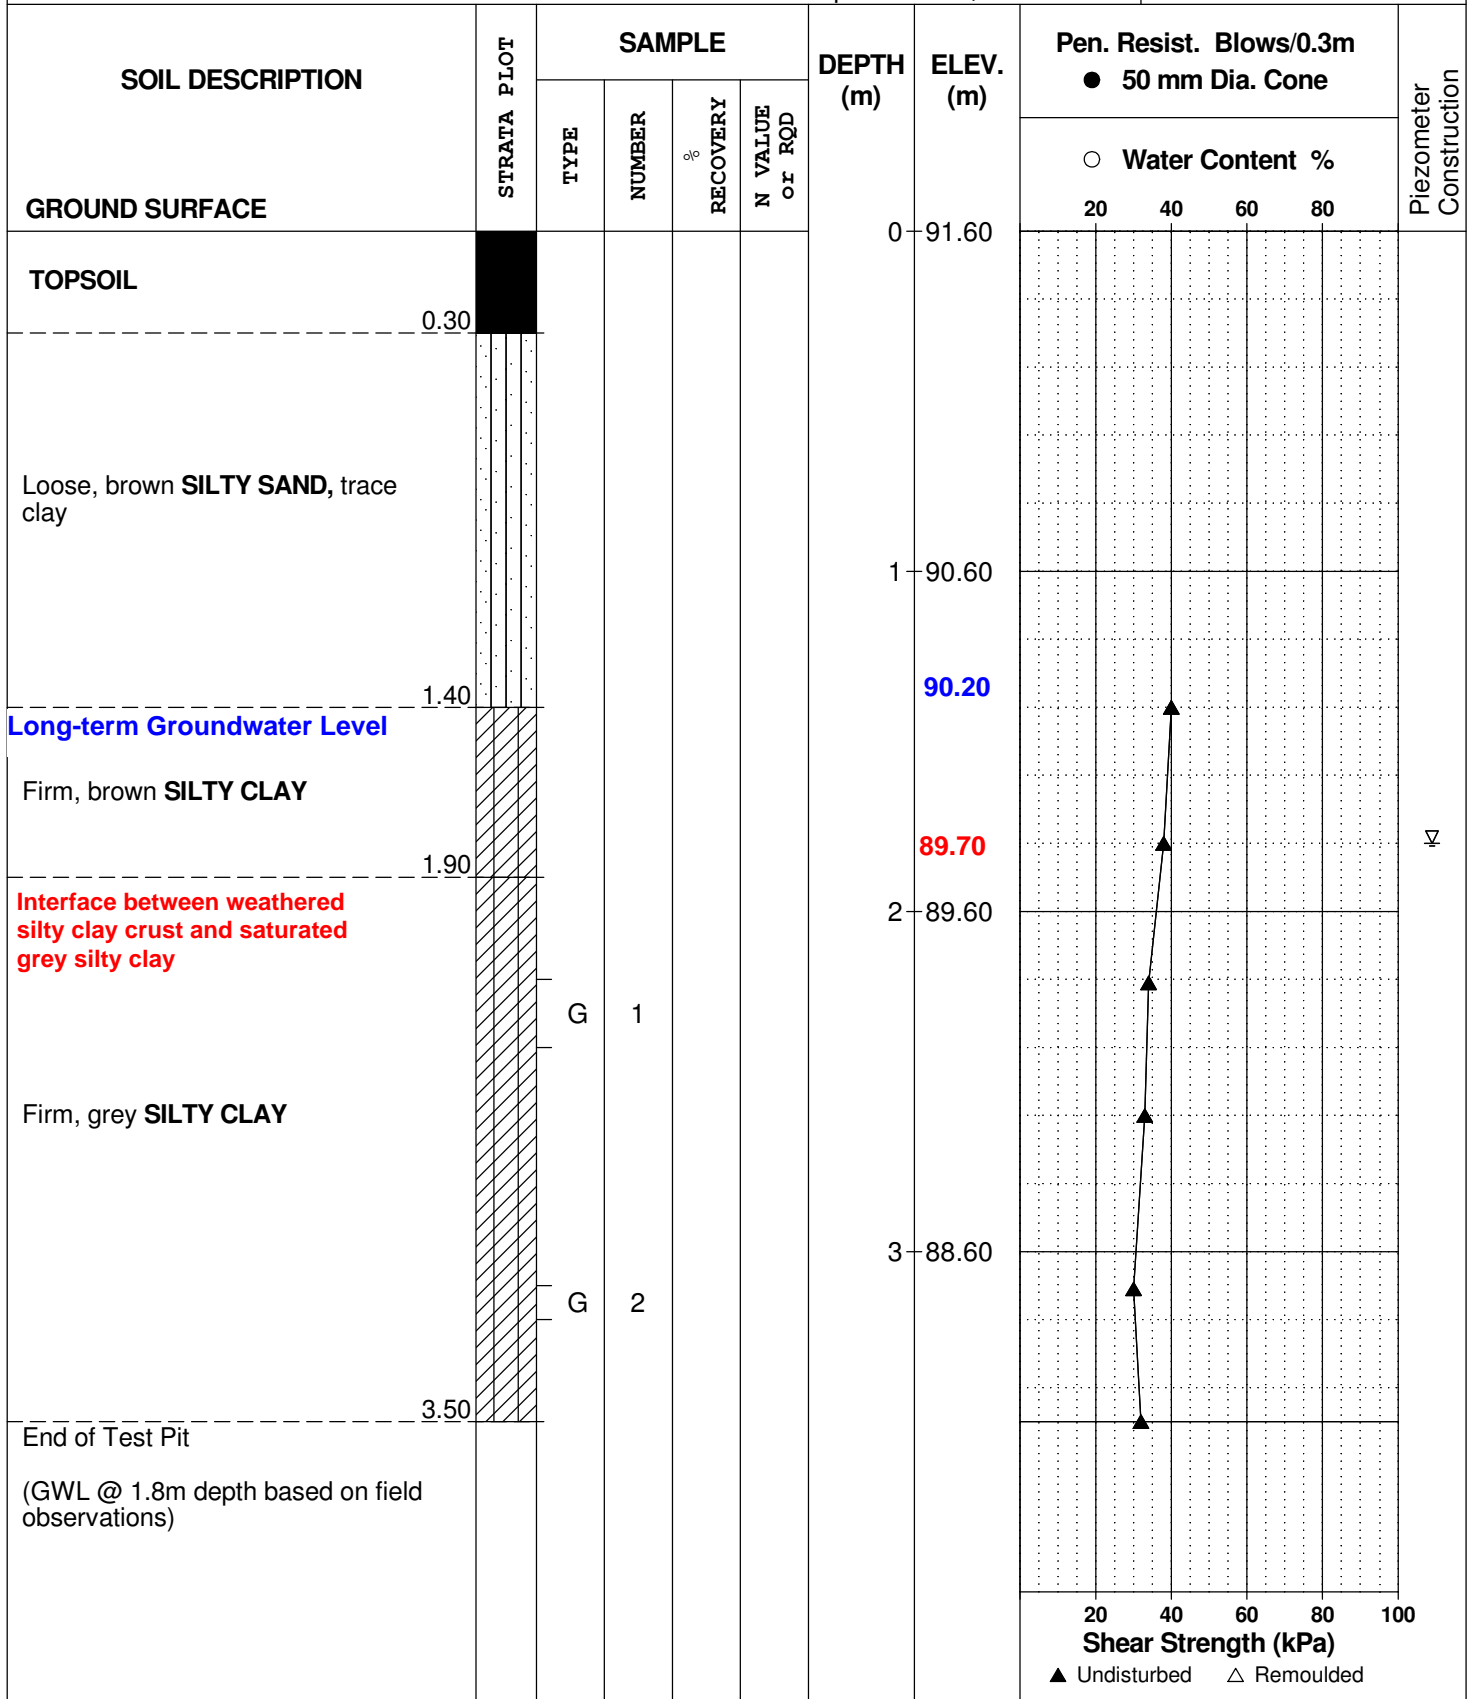 SOIL DESCRIPTION
GROUND SURFACE
STRATA PLOT
SAMPLE
TYPE
NUMBER
%
RECOVERY
N VALUE
or RQD
DEPTH
(m)
ELEV.
(m)
Pen. Resist. Blows/0.3m
● 50 mm Dia. Cone
○ Water Content %
20 40 60 80
Piezometer
Construction
0 91.60
TOPSOIL
0.30
Loose, brown SILTY SAND, trace
clay
1 90.60
90.20
1.40
Long-term Groundwater Level
Firm, brown SILTY CLAY
89.70
1.90
Interface between weathered
silty clay crust and saturated
grey silty clay
2 89.60
G 1
Firm, grey SILTY CLAY
3 88.60
G 2
3.50
End of Test Pit
(GWL @ 1.8m depth based on field
observations)
20 40 60 80 100
Shear Strength (kPa)
▲ Undisturbed △ Remoulded